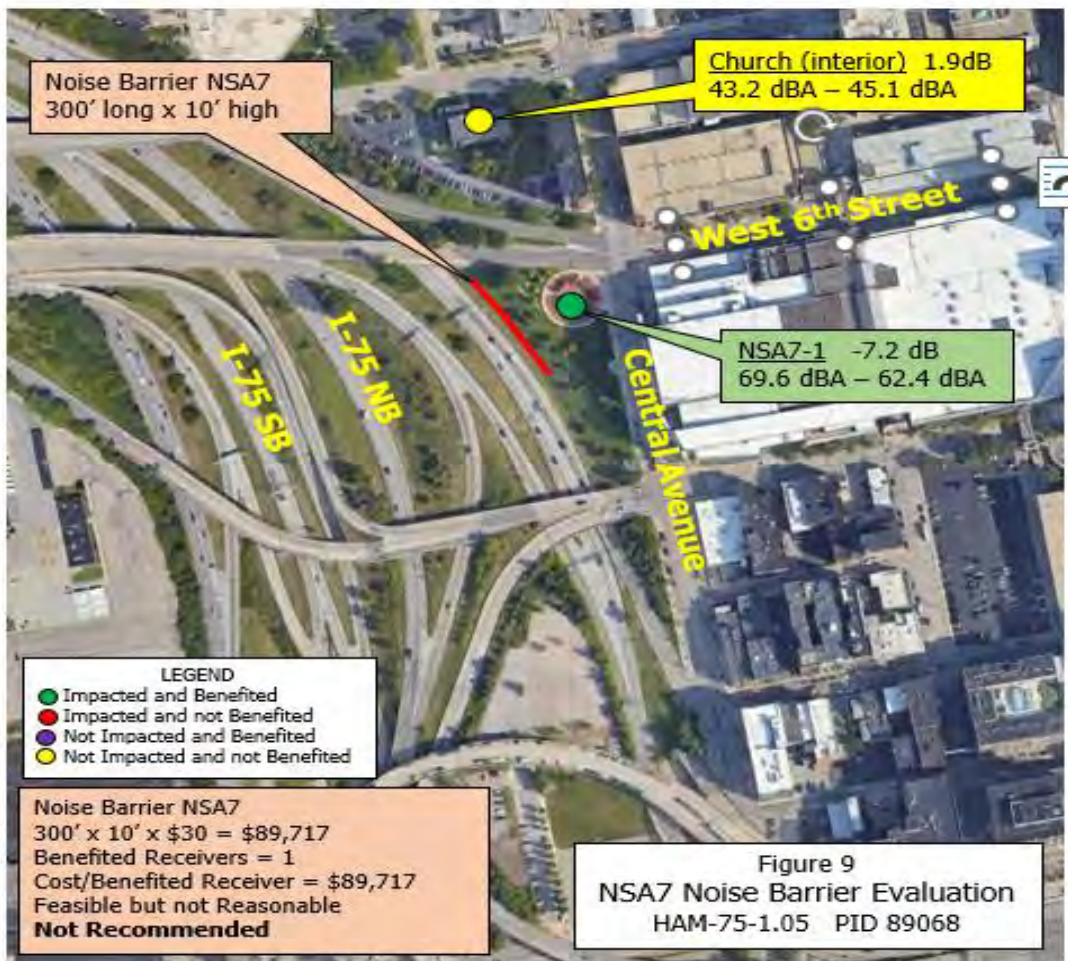 Noise Barrier NSA7
300' long x 10' high
Church (interior) 1.9dB
43.2 dBA – 45.1 dBA
West 6th Street
I-75 SB
I-75 NB
Central Avenue
NSA7-1 -7.2 dB
69.6 dBA – 62.4 dBA
LEGEND
Impacted and Benefited
Impacted and not Benefited
Not Impacted and Benefited
Not Impacted and not Benefited
Noise Barrier NSA7
300' x 10' x $30 = $89,717
Benefited Receivers = 1
Cost/Benefited Receiver = $89,717
Feasible but not Reasonable
Not Recommended
Figure 9
NSA7 Noise Barrier Evaluation
HAM-75-1.05 PID 89068